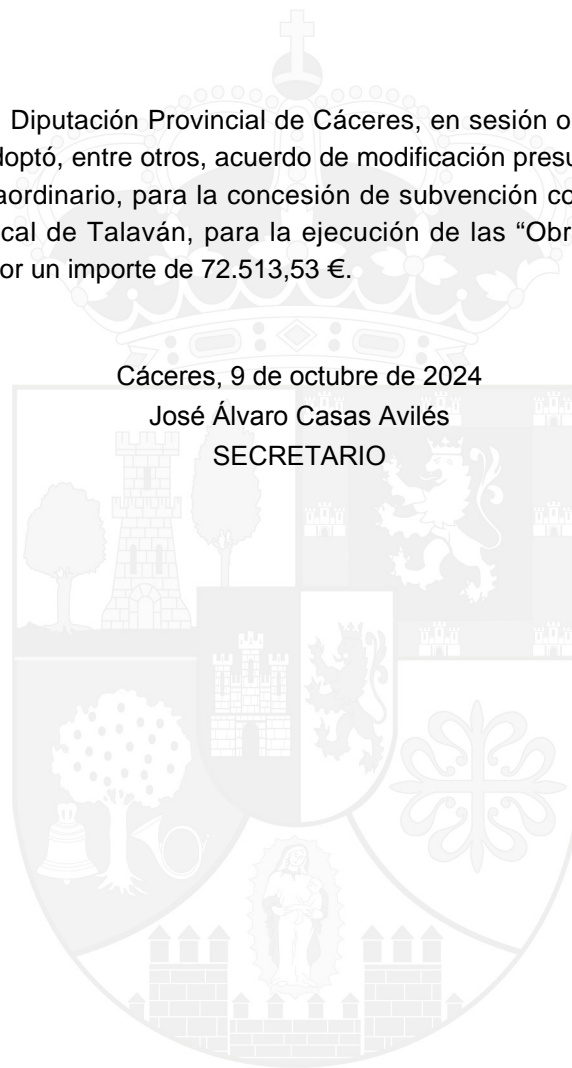 Diputación Provincial de Cáceres, en sesión o
doptó, entre otros, acuerdo de modificación presu
aordinario, para la concesión de subvención co
cal de Talaván, para la ejecución de las “Obr
or un importe de 72.513,53 €.
Cáceres, 9 de octubre de 2024
José Álvaro Casas Avilés
SECRETARIO